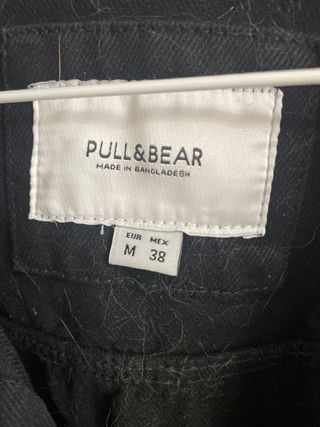 PULL&BEAR
MADE IN BANGLADESH
EUR MEX
M 38